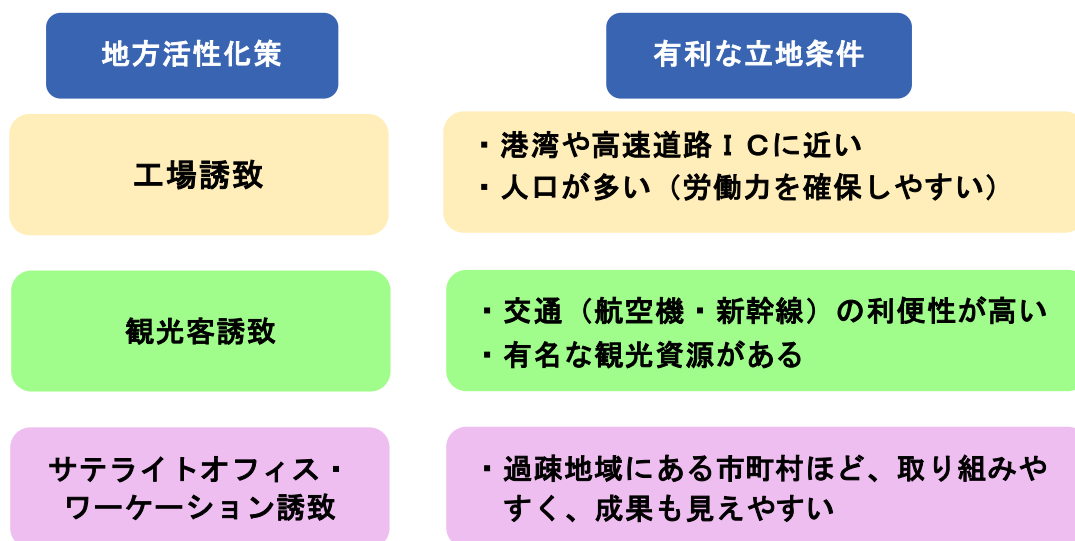 地方活性化策
有利な立地条件
工場誘致
・港湾や高速道路ＩＣに近い
・人口が多い（労働力を確保しやすい）
観光客誘致
・交通（航空機・新幹線）の利便性が高い
・有名な観光資源がある
サテライトオフィス・
ワーケーション誘致
・過疎地域にある市町村ほど、取り組みや
すく、成果も見えやすい